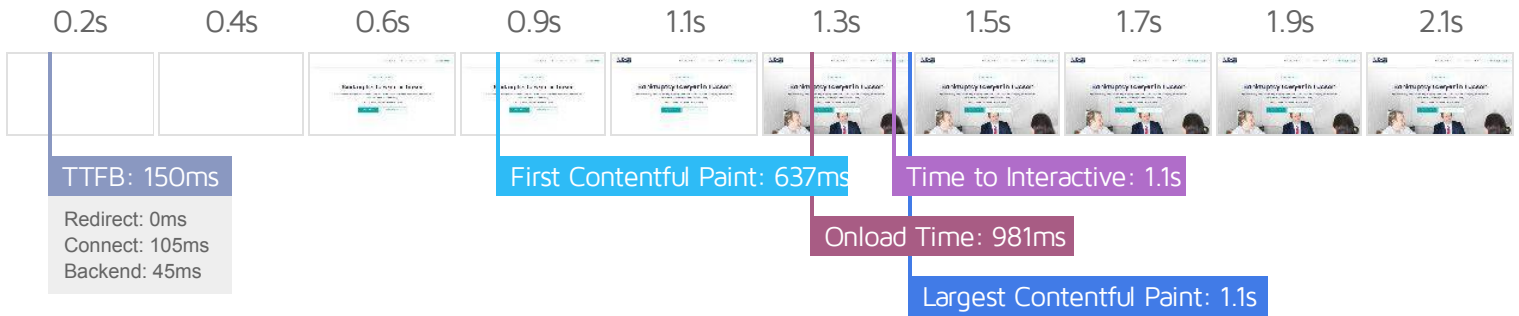 0.2s 0.4s 0.6s 0.9s 1.1s 1.3s 1.5s 1.7s 1.9s 2.1s
TTFB: 150ms
Redirect: 0ms
Connect: 105ms
Backend: 45ms
First Contentful Paint: 637ms
Time to Interactive: 1.1s
Onload Time: 981ms
Largest Contentful Paint: 1.1s